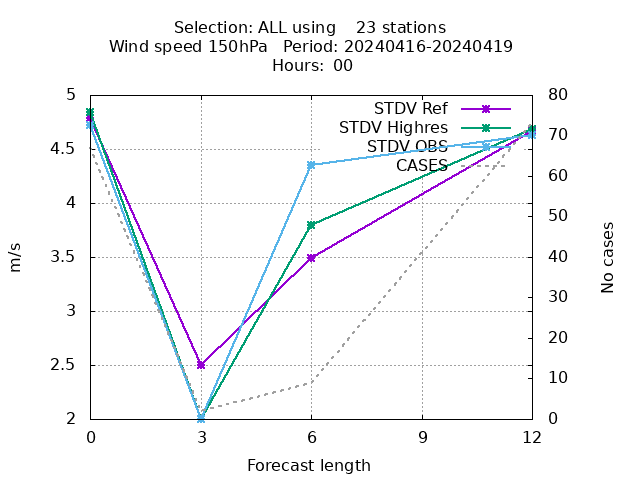 Selection: ALL using    23 stations
Wind speed 150hPa   Period: 20240416-20240419
Hours:  00
STDV Ref
STDV Highres
STDV OBS
CASES
m/s
5
4.5
4
3.5
3
2.5
2
80
70
60
50
40
30
20
10
0
No cases
0
3
6
9
12
Forecast length